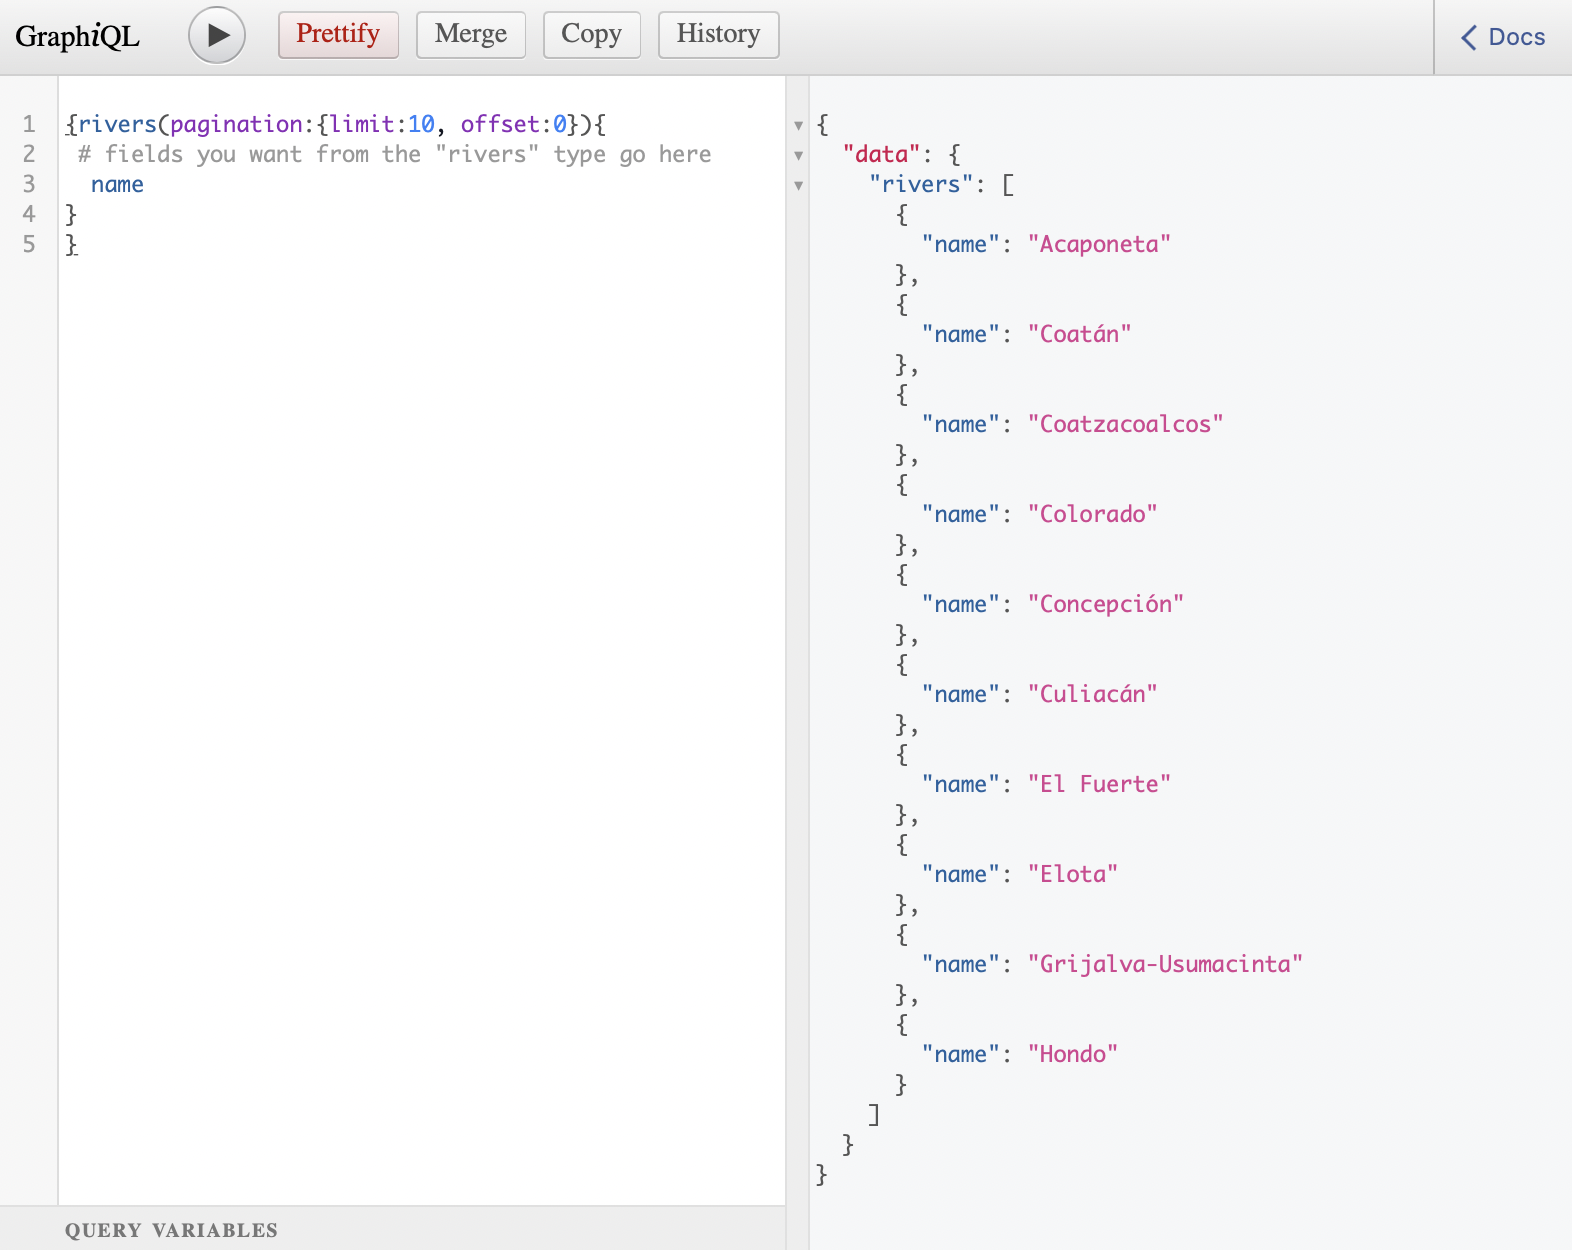 GraphiQL
Prettify
Merge
Copy
History
Docs
1 {rivers(pagination:{limit:10, offset:0}){
2 # fields you want from the "rivers" type go here
3 name
4 }
5 }
{
"data": {
"rivers": [
{
"name": "Acaponeta"
},
{
"name": "Coatán"
},
{
"name": "Coatzacoalcos"
},
{
"name": "Colorado"
},
{
"name": "Concepción"
},
{
"name": "Culiacán"
},
{
"name": "El Fuerte"
},
{
"name": "Elota"
},
{
"name": "Grijalva-Usumacinta"
},
{
"name": "Hondo"
}
]
}
}
QUERY VARIABLES